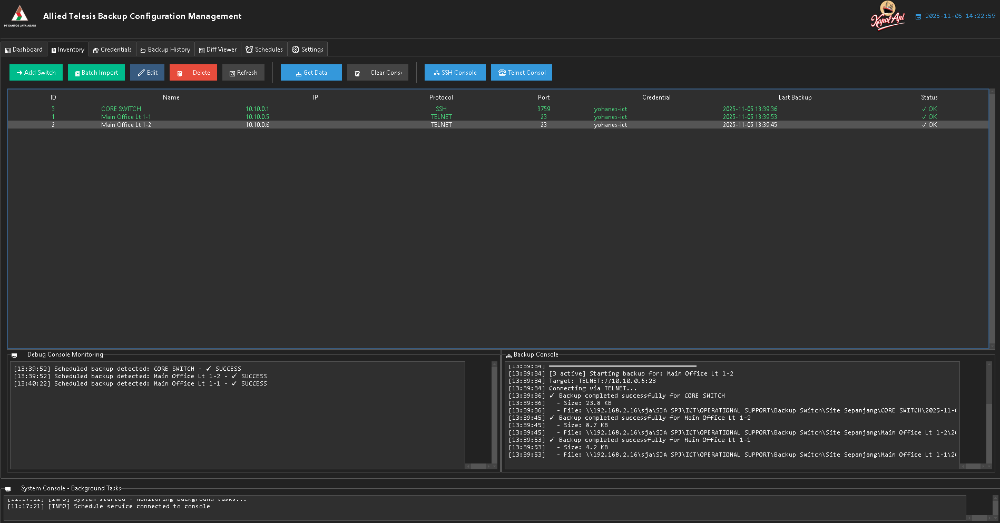 PT SANTOS JAYA ABADI
Allied Telesis Backup Configuration Management
Kapal Api
2025-11-05 14:22:59
Dashboard Inventory Credentials Backup History Diff Viewer Schedules Settings
Add Switch Batch Import Edit Delete Refresh Get Data Clear Cons SSH Console Telnet Consol
ID Name IP Protocol Port Credential Last Backup Status
3 CORE SWITCH 10.10.0.1 SSH 3759 yohanes-ict 2025-11-05 13:39:36 ✓ OK
1 Main Office Lt 1-1 10.10.0.5 TELNET 23 yohanes-ict 2025-11-05 13:39:53 ✓ OK
2 Main Office Lt 1-2 10.10.0.6 TELNET 23 yohanes-ict 2025-11-05 13:39:45 ✓ OK
Debug Console Monitoring
[13:39:52] Scheduled backup detected: CORE SWITCH - ✓ SUCCESS
[13:39:52] Scheduled backup detected: Main Office Lt 1-2 - ✓ SUCCESS
[13:40:22] Scheduled backup detected: Main Office Lt 1-1 - ✓ SUCCESS
Backup Console
[13:39:34]
[13:39:34] [3 active] Starting backup for: Main Office Lt 1-2
[13:39:34] Target: TELNET://10.10.0.6:23
[13:39:34] Connecting via TELNET...
[13:39:36] ✓ Backup completed successfully for CORE SWITCH
[13:39:36] - Size: 23.8 KB
[13:39:36] - File: \\192.168.2.16\sja\SJA SPJ\ICT\OPERATIONAL SUPPORT\Backup Switch\Site Sepanjang\CORE SWITCH\2025-11-0
[13:39:45] ✓ Backup completed successfully for Main Office Lt 1-2
[13:39:45] - Size: 8.7 KB
[13:39:45] - File: \\192.168.2.16\sja\SJA SPJ\ICT\OPERATIONAL SUPPORT\Backup Switch\Site Sepanjang\Main Office Lt 1-2\20
[13:39:53] ✓ Backup completed successfully for Main Office Lt 1-1
[13:39:53] - Size: 4.2 KB
[13:39:53] - File: \\192.168.2.16\sja\SJA SPJ\ICT\OPERATIONAL SUPPORT\Backup Switch\Site Sepanjang\Main Office Lt 1-1\20
System Console - Background Tasks
[11:17:21] [INFO] System started - Monitoring background tasks...
[11:17:21] [INFO] Schedule service connected to console